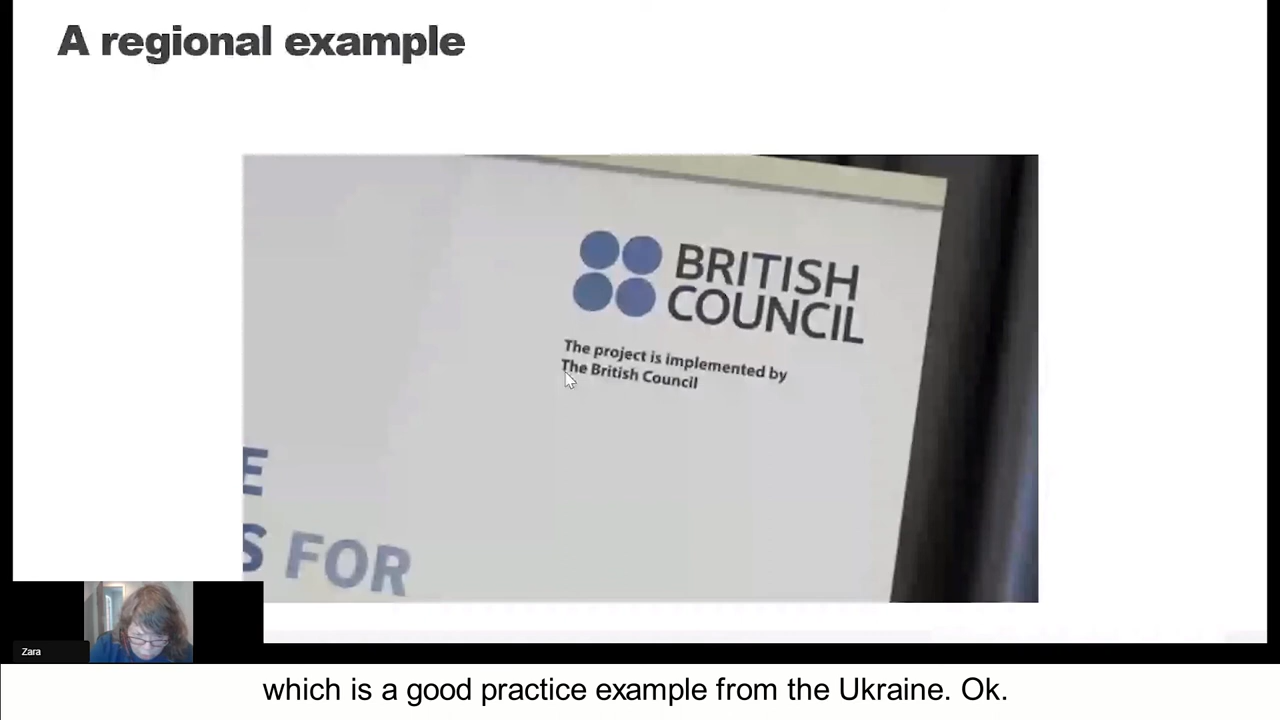 A regional example
BRITISH
COUNCIL
The project is implemented by
The British Council
E
S FOR
Zara
which is a good practice example from the Ukraine. Ok.